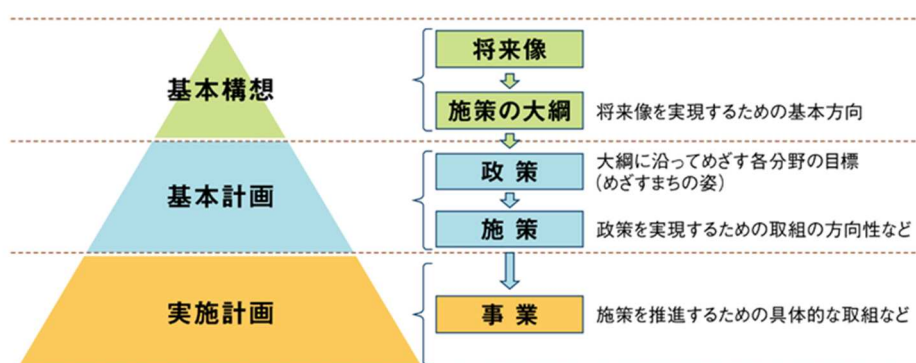 基本構想
将来像
施策の大綱
将来像を実現するための基本方向
基本計画
政策
大綱に沿ってめざす各分野の目標
(めざすまちの姿)
施策
政策を実現するための取組の方向性など
実施計画
事業
施策を推進するための具体的な取組など